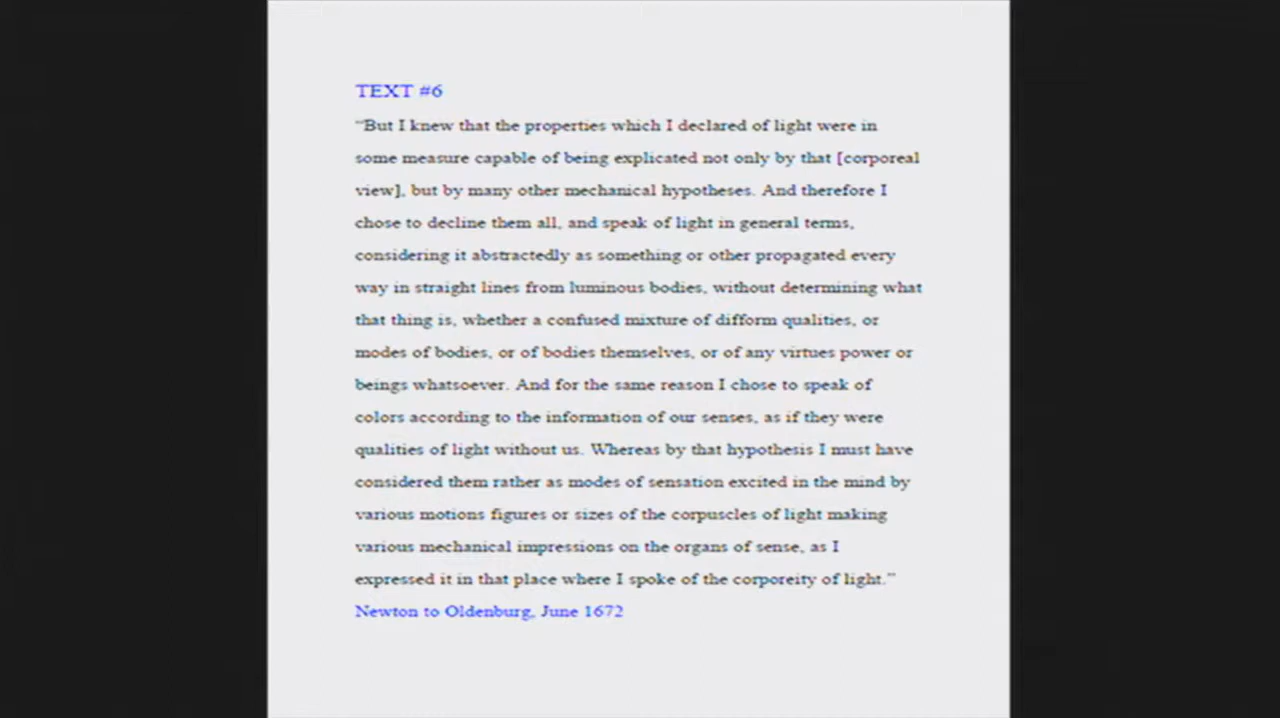 TEXT #6
“But I knew that the properties which I declared of light were in
some measure capable of being explicated not only by that [corporeal
view], but by many other mechanical hypotheses. And therefore I
chose to decline them all, and speak of light in general terms,
considering it abstractedly as something or other propagated every
way in straight lines from luminous bodies, without determining what
that thing is, whether a confused mixture of difform qualities, or
modes of bodies, or of bodies themselves, or of any virtues power or
beings whatsoever. And for the same reason I chose to speak of
colors according to the information of our senses, as if they were
qualities of light without us. Whereas by that hypothesis I must have
considered them rather as modes of sensation excited in the mind by
various motions figures or sizes of the corpuscles of light making
various mechanical impressions on the organs of sense, as I
expressed it in that place where I spoke of the corporeity of light.”
Newton to Oldenburg, June 1672